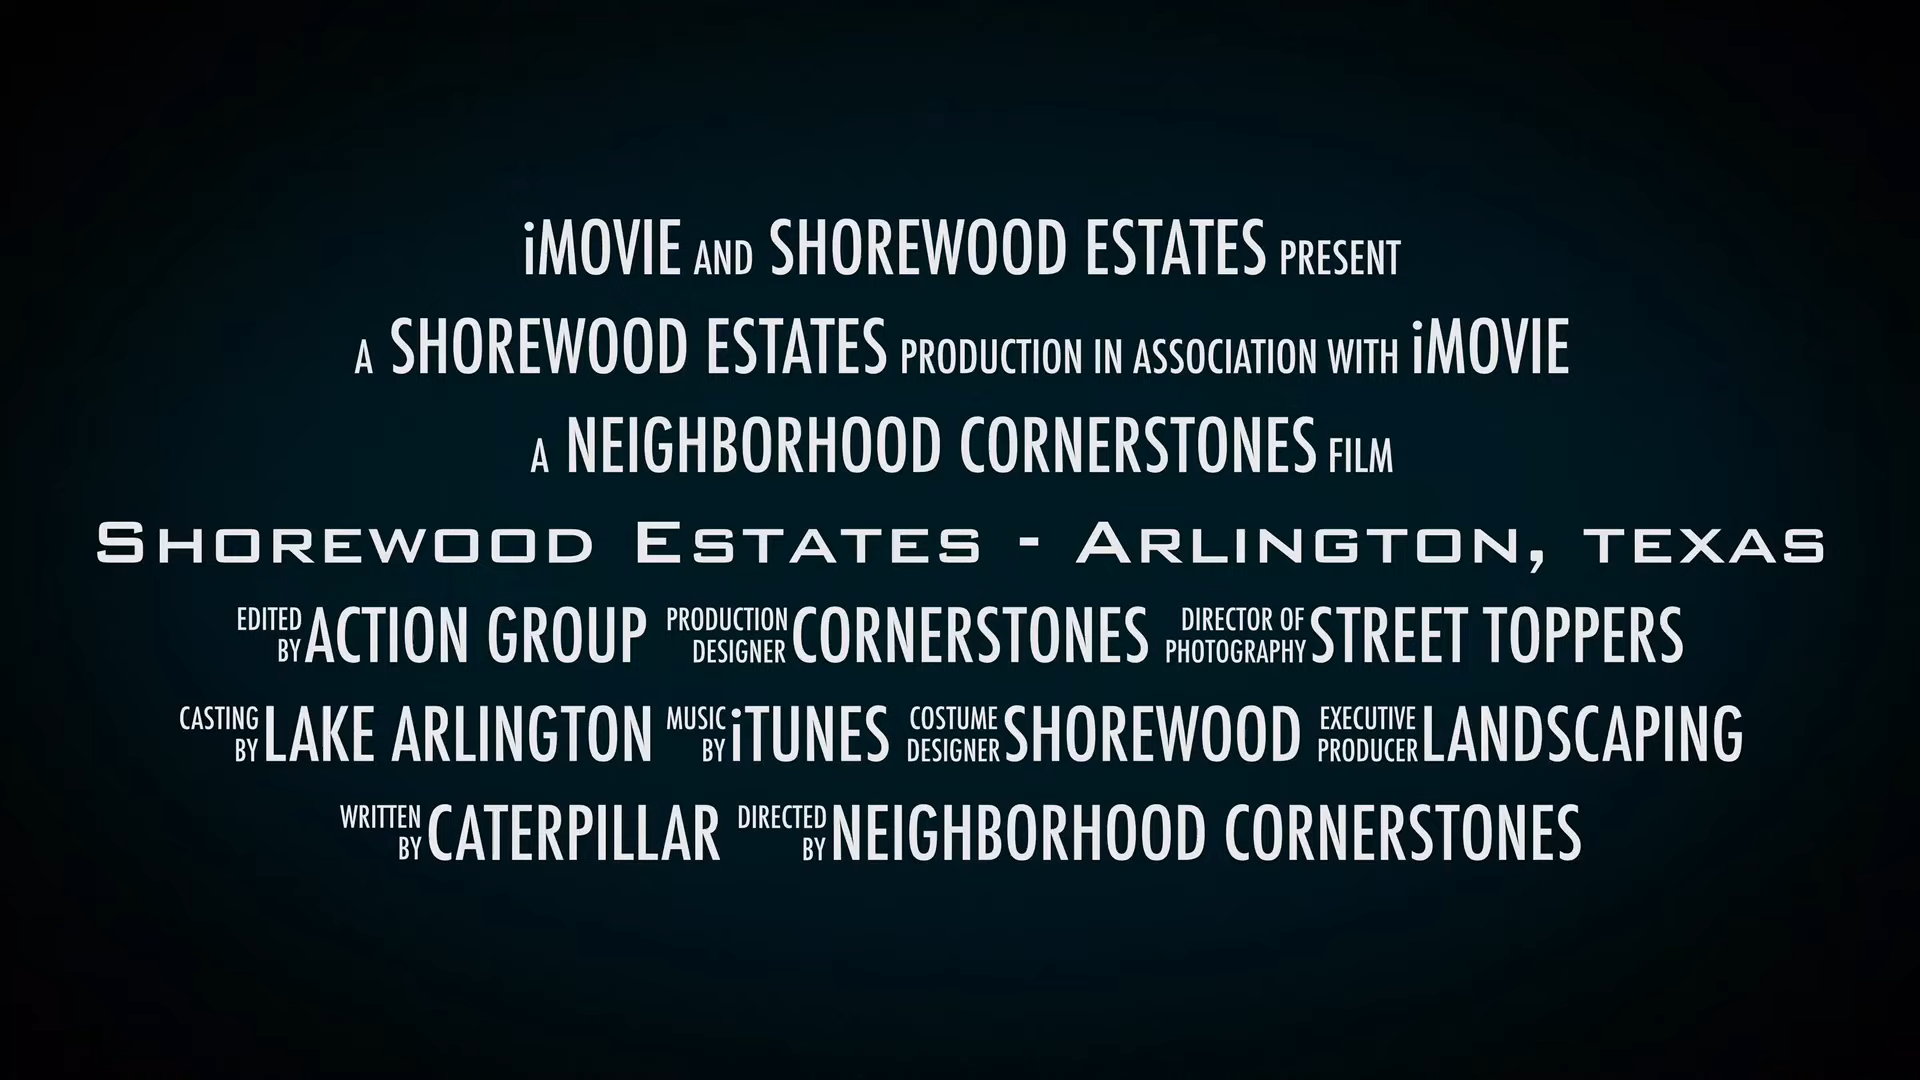 iMOVIE AND SHOREWOOD ESTATES PRESENT
A SHOREWOOD ESTATES PRODUCTION IN ASSOCIATION WITH iMOVIE
A NEIGHBORHOOD CORNERSTONES FILM
SHOREWOOD ESTATES - ARLINGTON, TEXAS
EDITED BY ACTION GROUP PRODUCTION DESIGNER CORNERSTONES DIRECTOR OF PHOTOGRAPHY STREET TOPPERS
CASTING BY LAKE ARLINGTON MUSIC BY iTUNES COSTUME DESIGNER SHOREWOOD EXECUTIVE PRODUCER LANDSCAPING
WRITTEN BY CATERPILLAR DIRECTED BY NEIGHBORHOOD CORNERSTONES